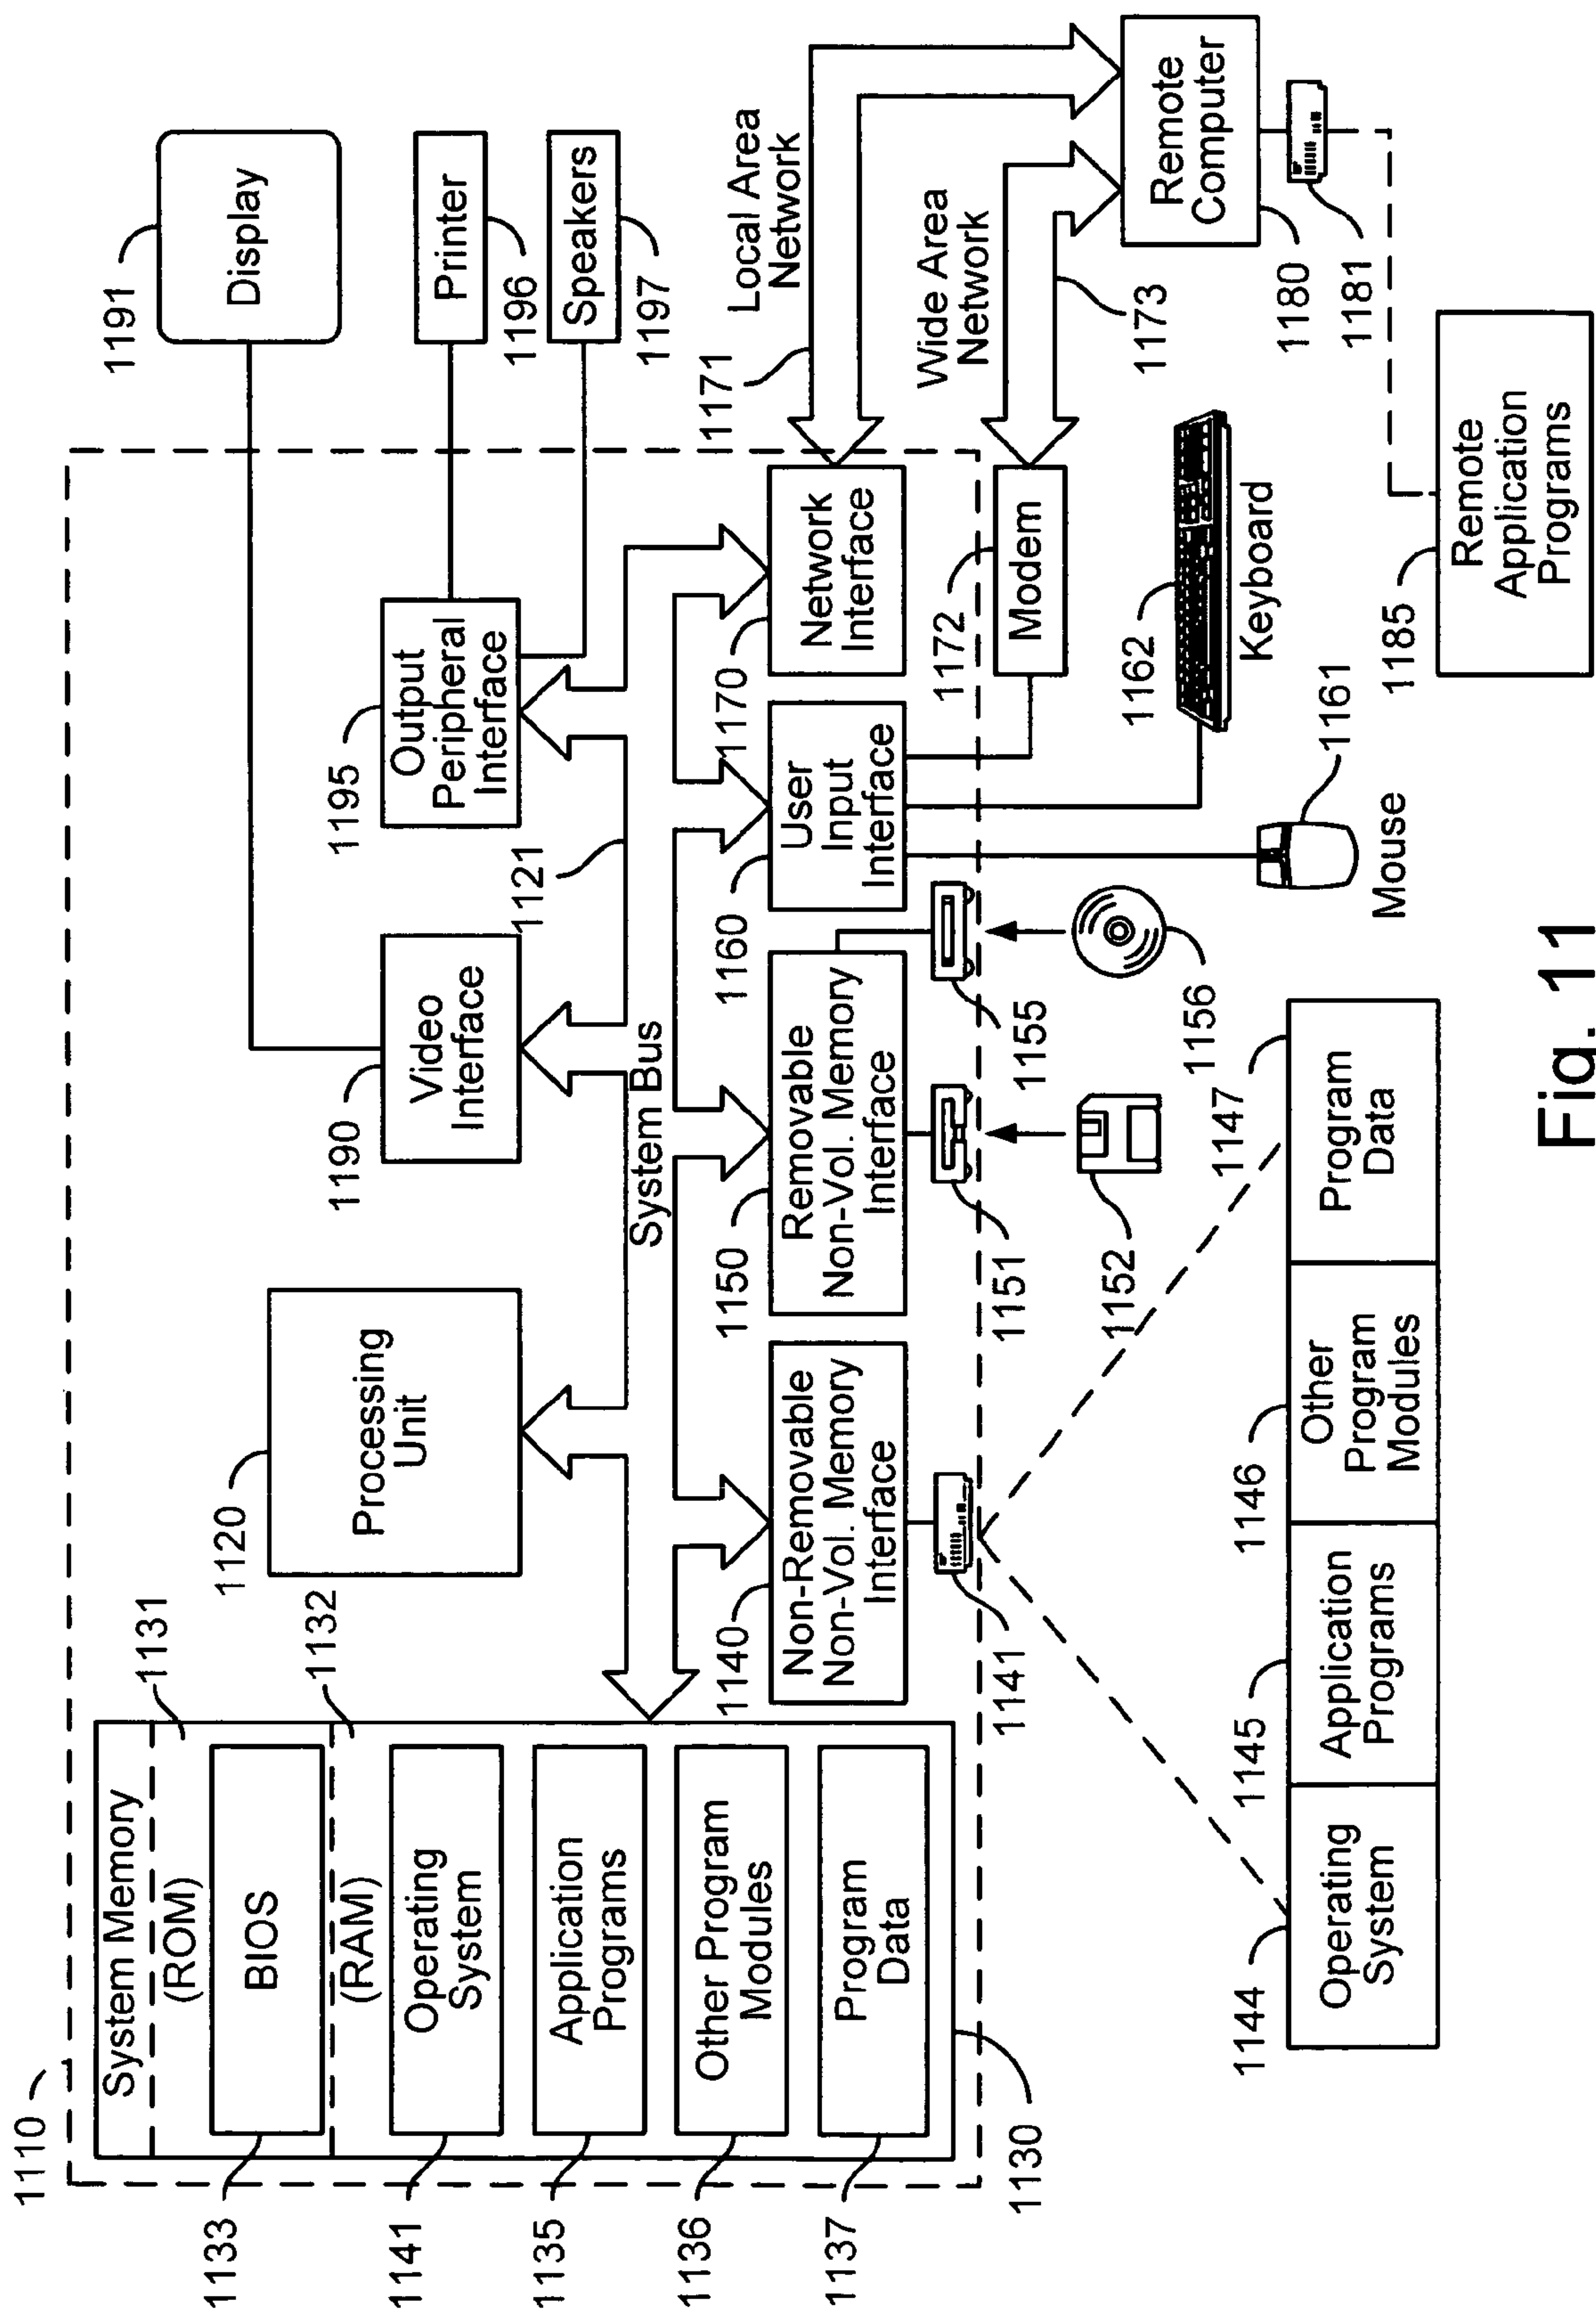 1110
System Memory
(ROM)
1131
1133
BIOS
(RAM)
1132
1141
Operating
System
1135
Application
Programs
1136
Other Program
Modules
1137
Program
Data
1130
1120
Processing
Unit
1190
Video
Interface
1195
Output
Peripheral
Interface
1191
Display
Printer
1196
Speakers
1197
System Bus
1121
1140
Non-Removable
Non-Vol. Memory
Interface
1150
Removable
Non-Vol. Memory
Interface
1160
User
Input
Interface
1170
Network
Interface
1171
Local Area
Network
1141
1151
1155
1172
Modem
Wide Area
Network
1173
Remote
Computer
1180
1181
1152
1156
1162
Keyboard
1161
Mouse
1144
Operating
System
1145
Application
Programs
1146
Other
Program
Modules
1147
Program
Data
1185
Remote
Application
Programs
Fig. 11